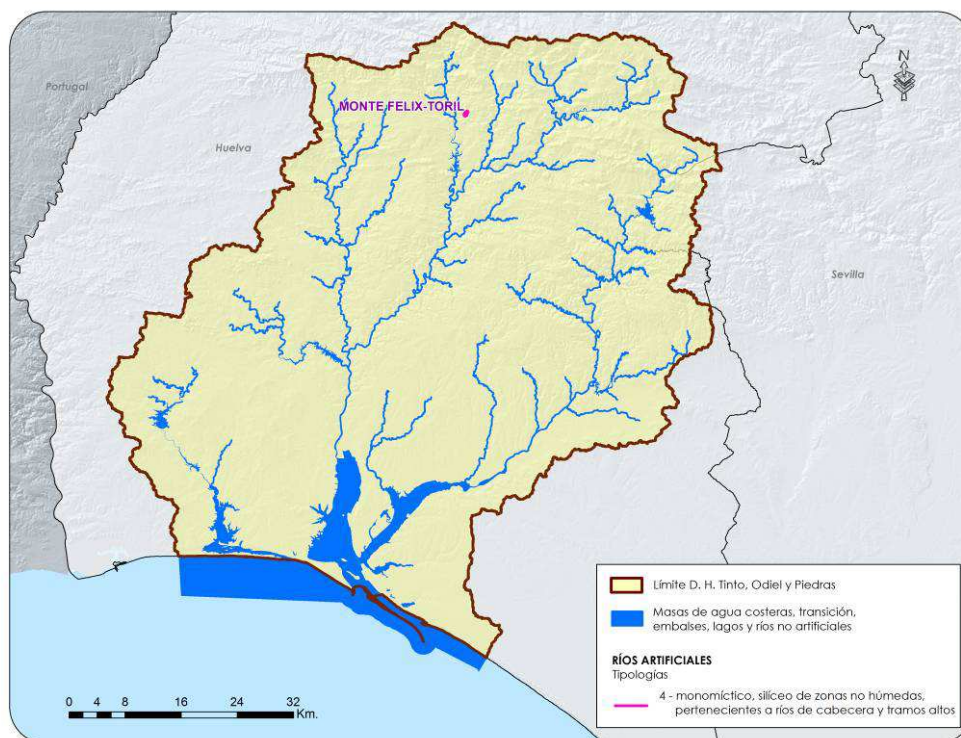 N
Portugal
MONTE FELIX-TORIL
Huelva
Sevilla
Límite D. H. Tinto, Odiel y Piedras
Masas de agua costeras, transición,
embalses, lagos y ríos no artificiales
RÍOS ARTIFICIALES
Tipologías
4 - monomíctico, silíceo de zonas no húmedas,
pertenecientes a ríos de cabecera y tramos altos
0 4 8 16 24 32
Km.